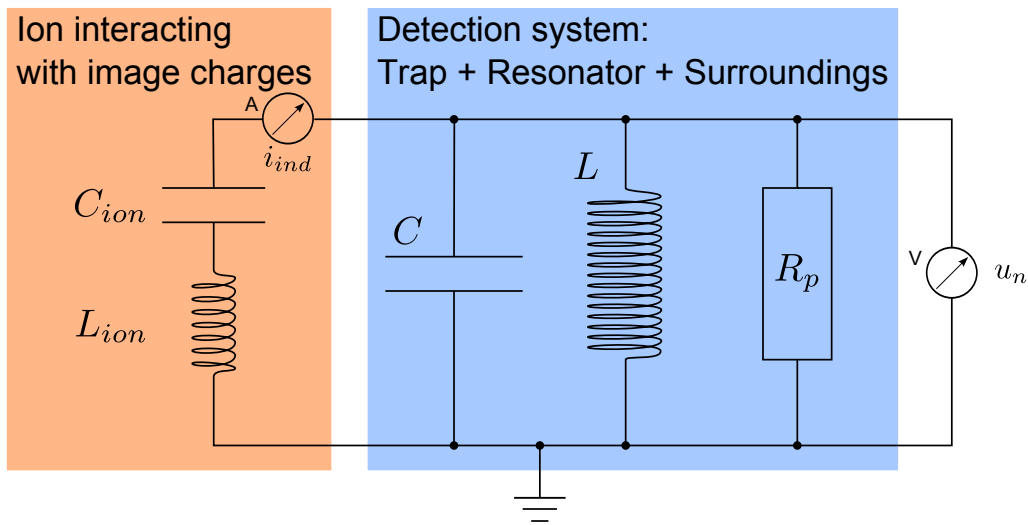 Ion interacting
with image charges
Detection system:
Trap + Resonator + Surroundings
A
i_ind
C_ion
L_ion
C
L
R_p
V
u_n